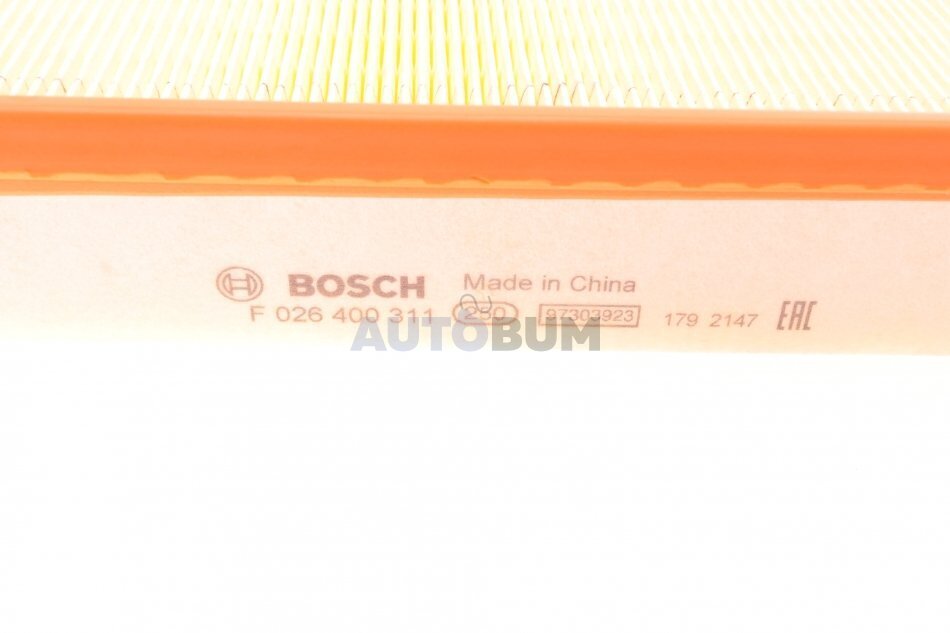 BOSCH Made in China
F 026 400 311 250 97303923 179 2147 EAC
AUTOBUM